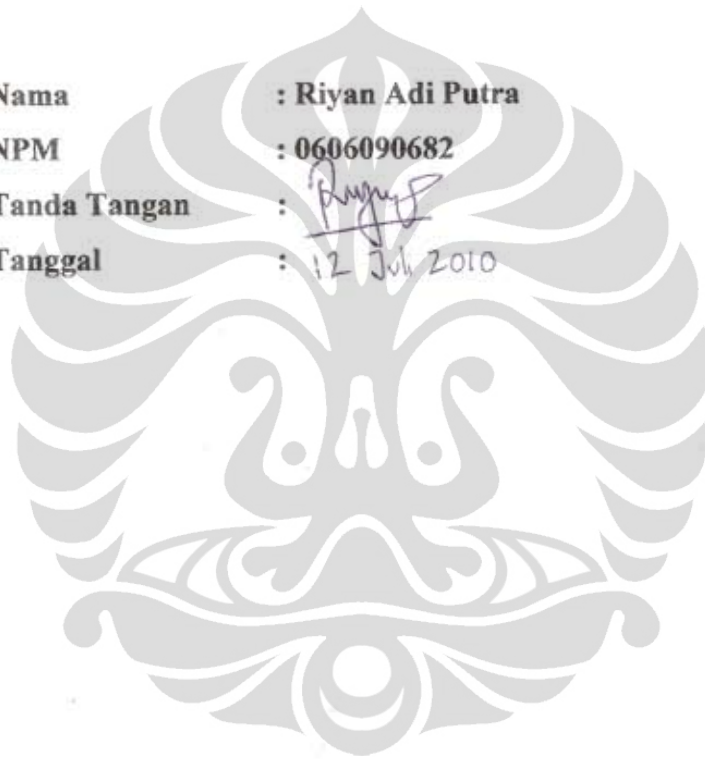 Nama : Riyan Adi Putra
NPM : 0606090682
Tanda Tangan :
Tanggal : 12 Juli 2010